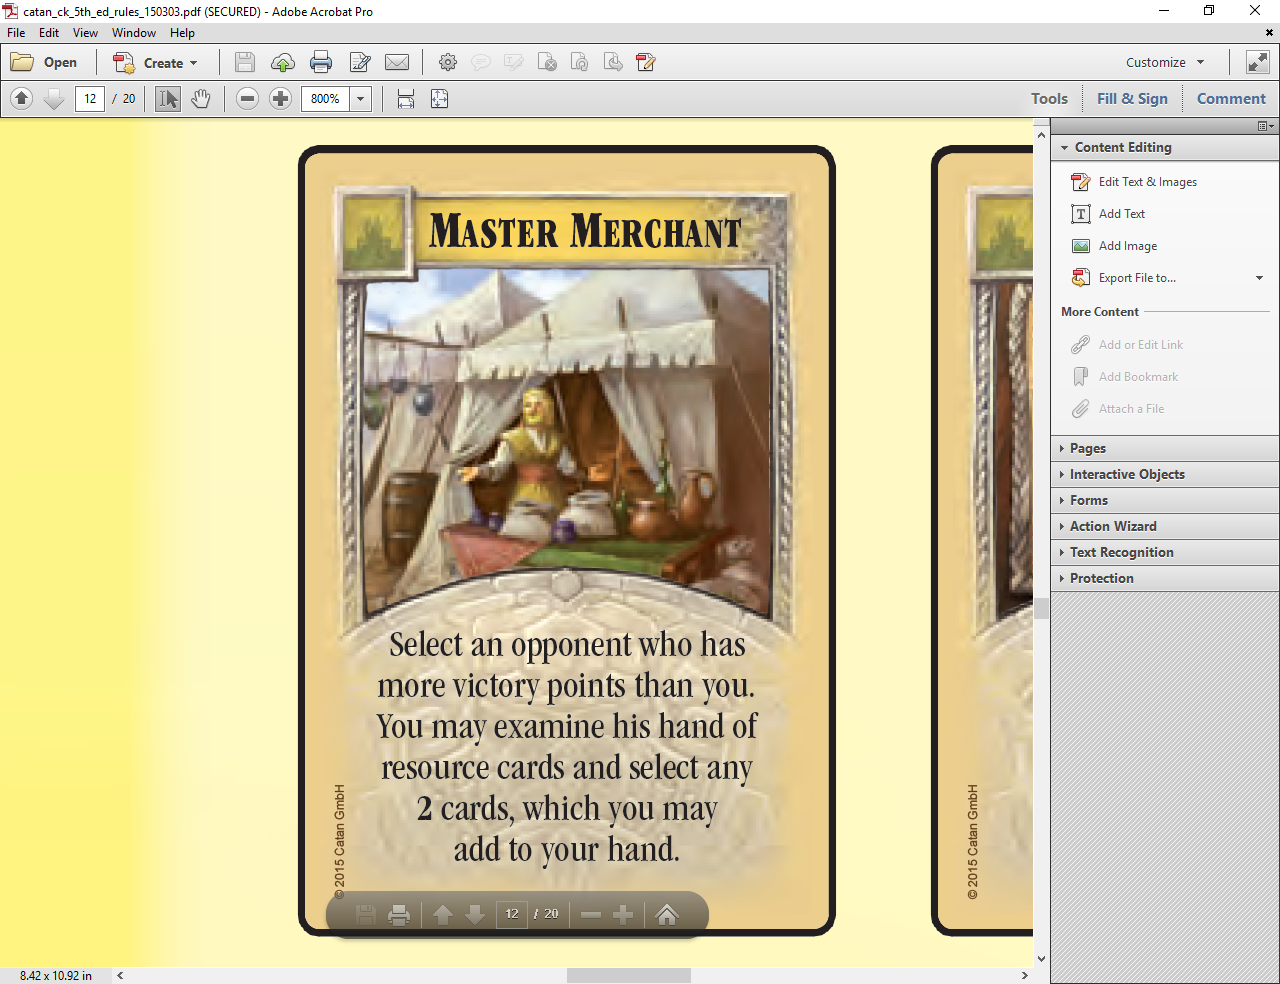 catan_ck_5th_ed_rules_150303.pdf (SECURED) - Adobe Acrobat Pro
File Edit View Window Help
Open Create Customize
12 / 20 800% Tools Fill & Sign Comment
Content Editing
Edit Text & Images
Add Text
Add Image
Export File to...
More Content
Add or Edit Link
Add Bookmark
Attach a File
Pages
Interactive Objects
Forms
Action Wizard
Text Recognition
Protection
MASTER MERCHANT
Select an opponent who has
more victory points than you.
You may examine his hand of
resource cards and select any
2 cards, which you may
add to your hand.
© 2015 Catan GmbH
12 / 20
© 2015 Catan GmbH
8.42 x 10.92 in